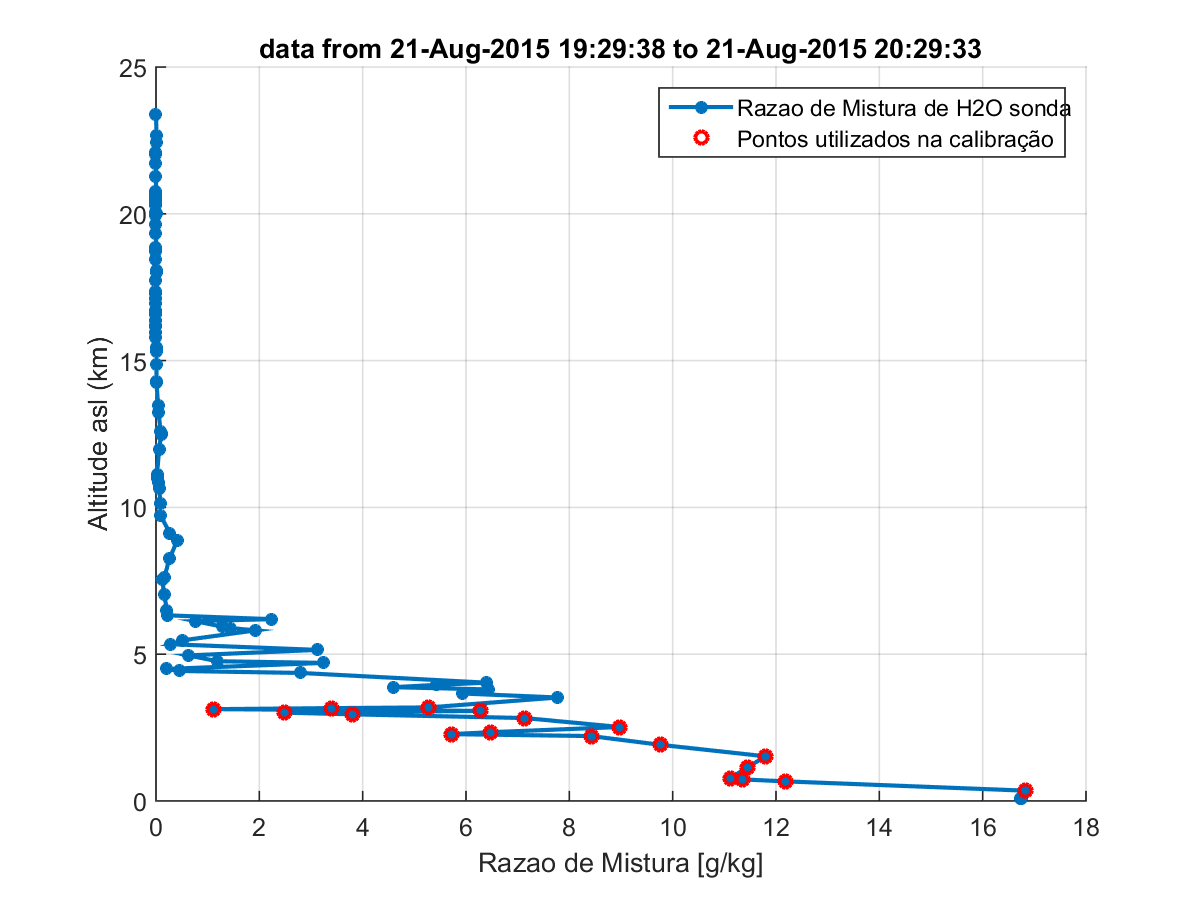 data from 21-Aug-2015 19:29:38 to 21-Aug-2015 20:29:33
Razao de Mistura de H2O sonda
Pontos utilizados na calibração
25
20
15
10
5
0
Altitude asl (km)
0 2 4 6 8 10 12 14 16 18
Razao de Mistura [g/kg]